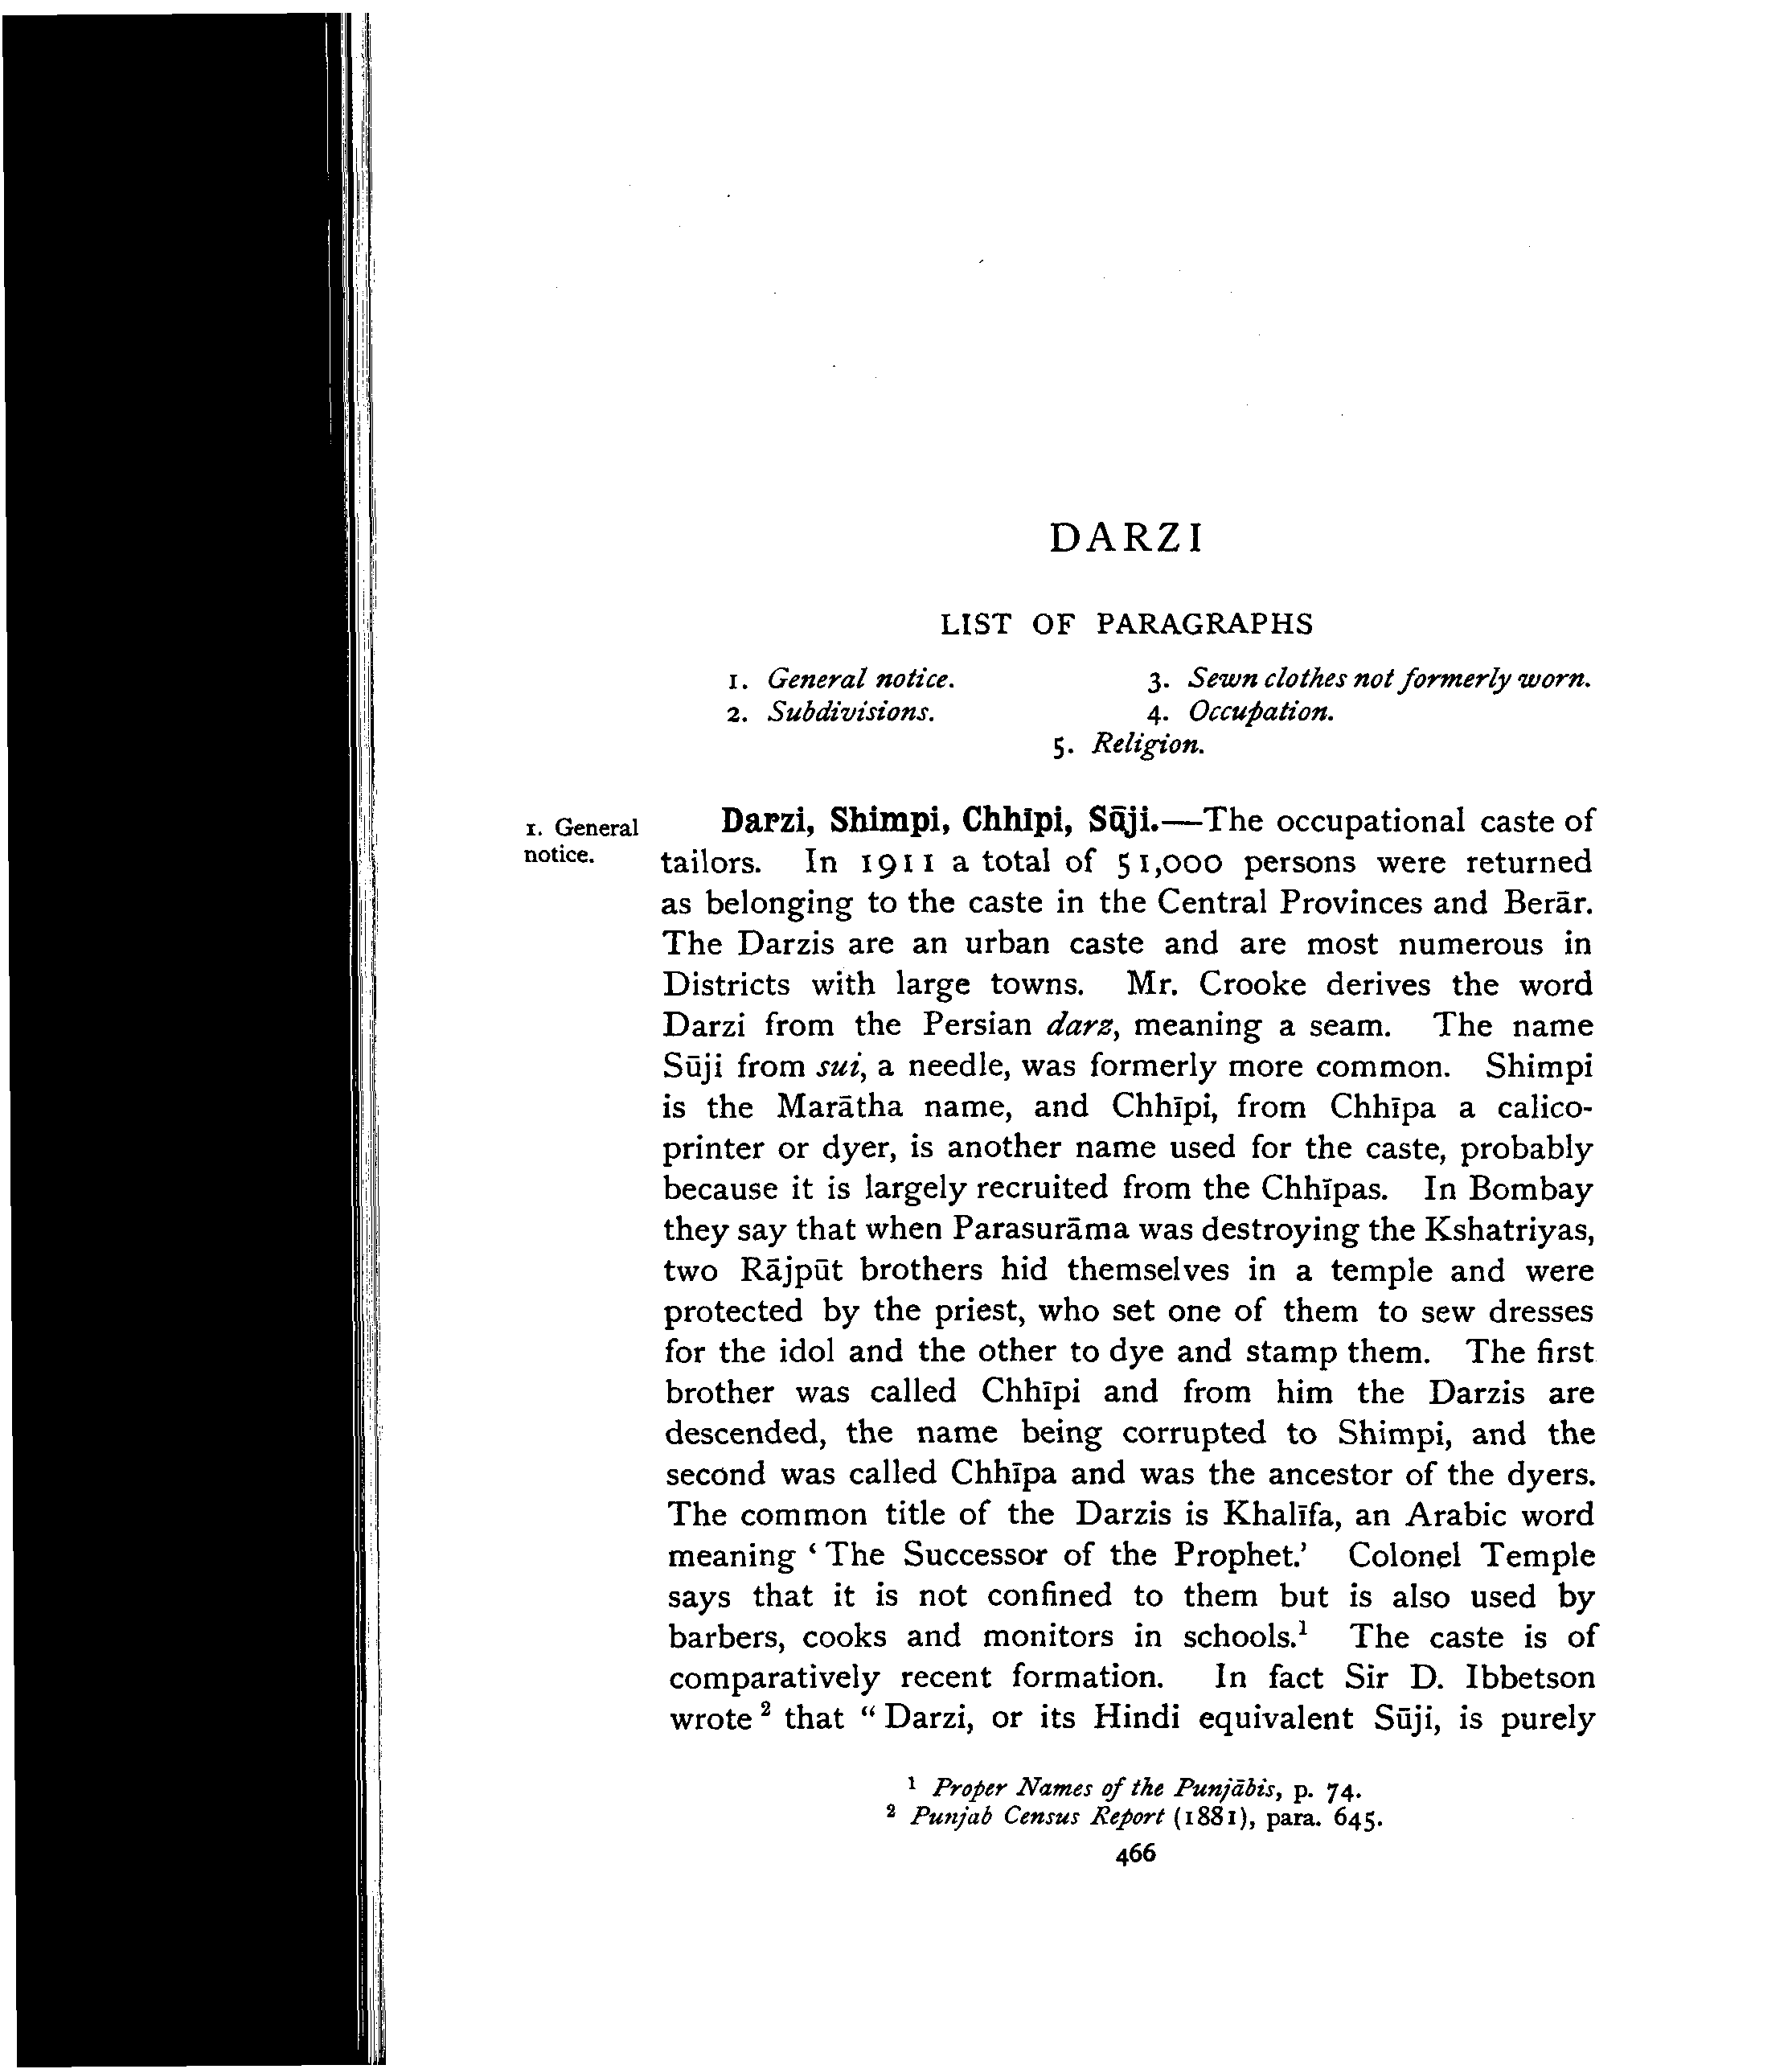 DARZI
LIST OF PARAGRAPHS
1. General notice.
2. Subdivisions.
3. Sewn clothes not formerly worn.
4. Occupation.
5. Religion.
1. General
notice.
Darzi, Shimpi, Chhīpi, Sūji.—The occupational caste of
tailors. In 1911 a total of 51,000 persons were returned
as belonging to the caste in the Central Provinces and Berār.
The Darzis are an urban caste and are most numerous in
Districts with large towns. Mr. Crooke derives the word
Darzi from the Persian darz, meaning a seam. The name
Sūji from sui, a needle, was formerly more common. Shimpi
is the Marātha name, and Chhīpi, from Chhīpa a calico-
printer or dyer, is another name used for the caste, probably
because it is largely recruited from the Chhīpas. In Bombay
they say that when Parasurāma was destroying the Kshatriyas,
two Rājpūt brothers hid themselves in a temple and were
protected by the priest, who set one of them to sew dresses
for the idol and the other to dye and stamp them. The first
brother was called Chhīpi and from him the Darzis are
descended, the name being corrupted to Shimpi, and the
second was called Chhīpa and was the ancestor of the dyers.
The common title of the Darzis is Khalīfa, an Arabic word
meaning ‘The Successor of the Prophet.’ Colonel Temple
says that it is not confined to them but is also used by
barbers, cooks and monitors in schools.¹ The caste is of
comparatively recent formation. In fact Sir D. Ibbetson
wrote² that “Darzi, or its Hindi equivalent Sūji, is purely
¹ Proper Names of the Punjābis, p. 74.
² Punjab Census Report (1881), para. 645.
466